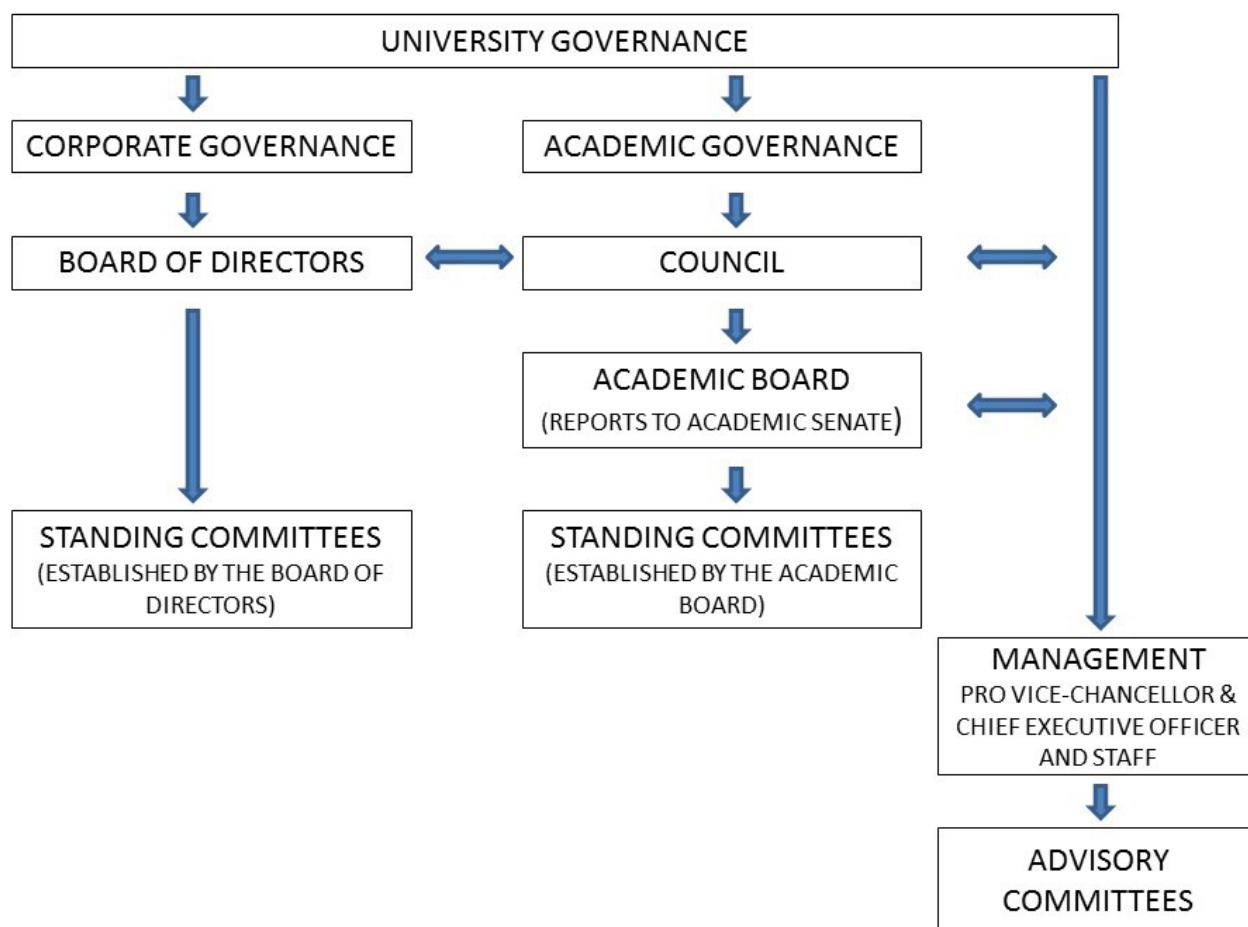 UNIVERSITY GOVERNANCE
CORPORATE GOVERNANCE
ACADEMIC GOVERNANCE
BOARD OF DIRECTORS
COUNCIL
ACADEMIC BOARD
(REPORTS TO ACADEMIC SENATE)
STANDING COMMITTEES
(ESTABLISHED BY THE BOARD OF
DIRECTORS)
STANDING COMMITTEES
(ESTABLISHED BY THE ACADEMIC
BOARD)
MANAGEMENT
PRO VICE-CHANCELLOR &
CHIEF EXECUTIVE OFFICER
AND STAFF
ADVISORY
COMMITTEES